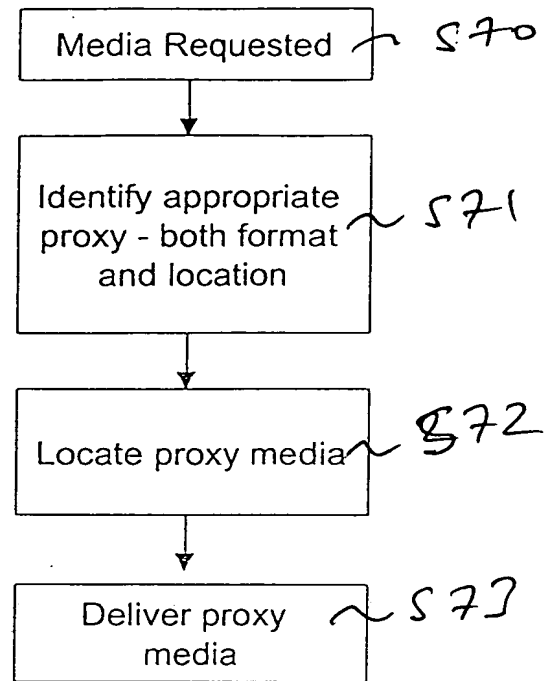 Media Requested S70
Identify appropriate
proxy - both format S71
and location
Locate proxy media S72
Deliver proxy S73
media